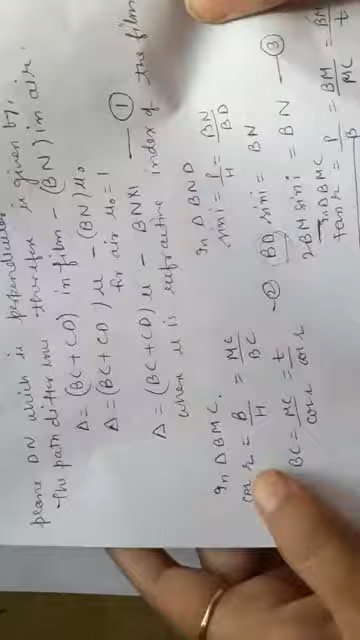 plane DN which is perpendicular
The path difference therefore is given by,
Δ = (BC + CD) in film - (BN) in air.
Δ = (BC + CD) μ - (BN) μ₀
for air μ₀ = 1
Δ = (BC + CD) μ - BN — ①
where μ is refractive index of the film
In Δ BMC.
cos r = B/H = MC/BC
BC = MC/cos r = t/cos r — ②
In Δ BND
sin i = P/H = BN/BD
BD sin i = BN
2BM sin i = BN — ③
In Δ BMC
tan r = P/B = BM/MC = BM/t